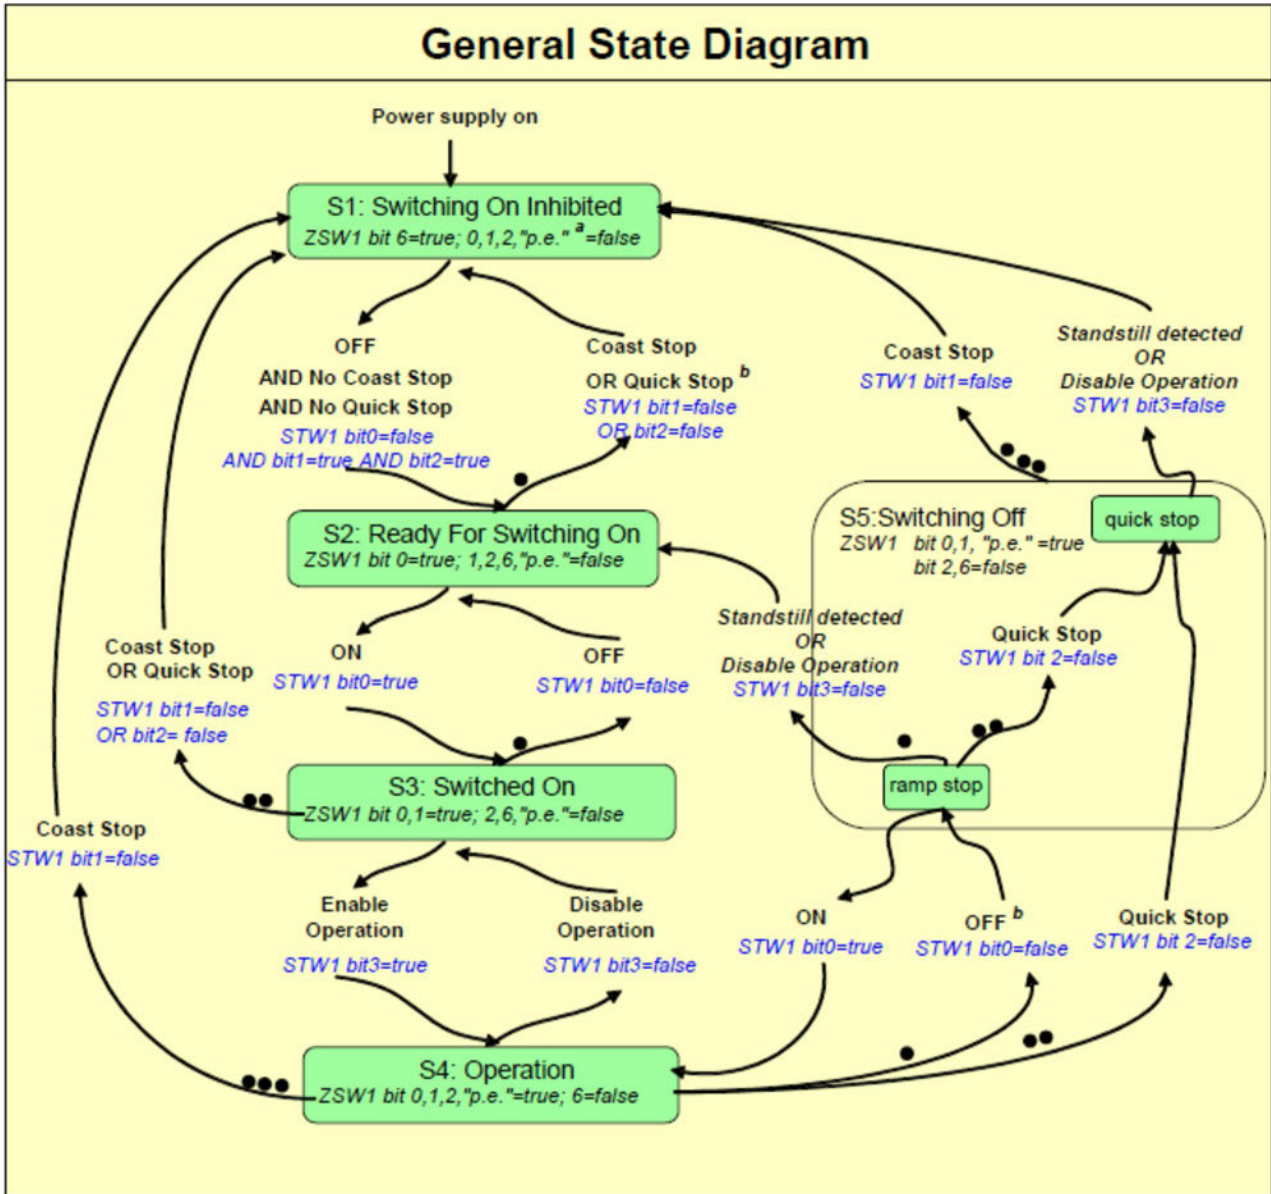 General State Diagram
Power supply on
S1: Switching On Inhibited
ZSW1 bit 6=true; 0,1,2,"p.e." a =false
OFF
AND No Coast Stop
AND No Quick Stop
STW1 bit0=false
AND bit1=true AND bit2=true
Coast Stop
OR Quick Stop b
STW1 bit1=false
OR bit2=false
Coast Stop
STW1 bit1=false
Standstill detected
OR
Disable Operation
STW1 bit3=false
S2: Ready For Switching On
ZSW1 bit 0=true; 1,2,6,"p.e."=false
S5:Switching Off
ZSW1 bit 0,1, "p.e." =true
bit 2,6=false
quick stop
Coast Stop
OR Quick Stop
STW1 bit1=false
OR bit2= false
ON
STW1 bit0=true
OFF
STW1 bit0=false
Standstill detected
OR
Disable Operation
STW1 bit3=false
Quick Stop
STW1 bit 2=false
S3: Switched On
ZSW1 bit 0,1=true; 2,6,"p.e."=false
ramp stop
Coast Stop
STW1 bit1=false
Enable
Operation
STW1 bit3=true
Disable
Operation
STW1 bit3=false
ON
STW1 bit0=true
OFF b
STW1 bit0=false
Quick Stop
STW1 bit 2=false
S4: Operation
ZSW1 bit 0,1,2,"p.e."=true; 6=false